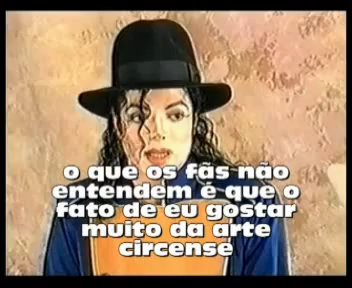 o que os fãs não
entendem é que o
fato de eu gostar
muito da arte
circense